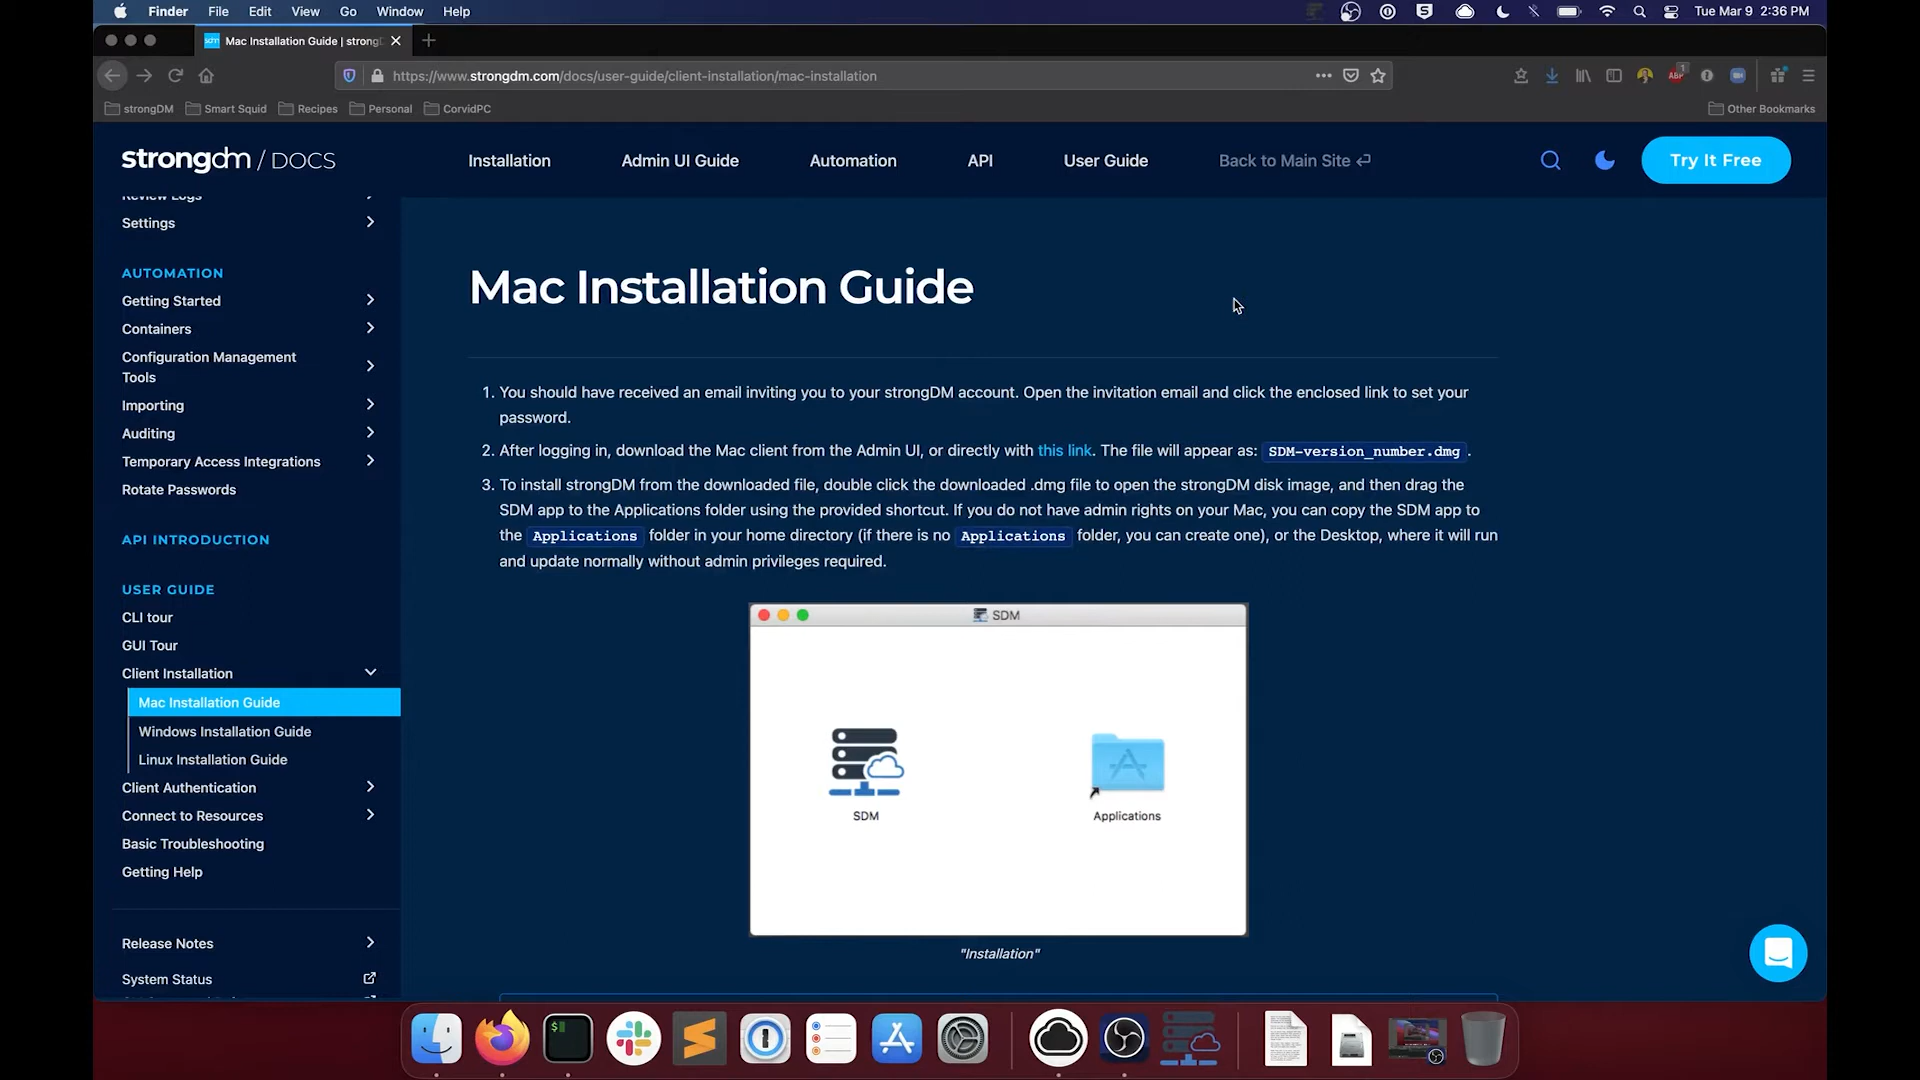 Finder File Edit View Go Window Help
Tue Mar 9 2:36 PM
Mac Installation Guide | strong
https://www.strongdm.com/docs/user-guide/client-installation/mac-installation
ABP 1
strongDM Smart Squid Recipes Personal CorvidPC
Other Bookmarks
strongdm / DOCS
Installation Admin UI Guide Automation API User Guide Back to Main Site
Try It Free
Review Logs
Settings
AUTOMATION
Getting Started
Containers
Configuration Management
Tools
Importing
Auditing
Temporary Access Integrations
Rotate Passwords
API INTRODUCTION
USER GUIDE
CLI tour
GUI Tour
Client Installation
Mac Installation Guide
Windows Installation Guide
Linux Installation Guide
Client Authentication
Connect to Resources
Basic Troubleshooting
Getting Help
Release Notes
System Status
Mac Installation Guide
1. You should have received an email inviting you to your strongDM account. Open the invitation email and click the enclosed link to set your
password.
2. After logging in, download the Mac client from the Admin UI, or directly with this link. The file will appear as: SDM-version_number.dmg.
3. To install strongDM from the downloaded file, double click the downloaded .dmg file to open the strongDM disk image, and then drag the
SDM app to the Applications folder using the provided shortcut. If you do not have admin rights on your Mac, you can copy the SDM app to
the Applications folder in your home directory (if there is no Applications folder, you can create one), or the Desktop, where it will run
and update normally without admin privileges required.
SDM
SDM
Applications
"Installation"